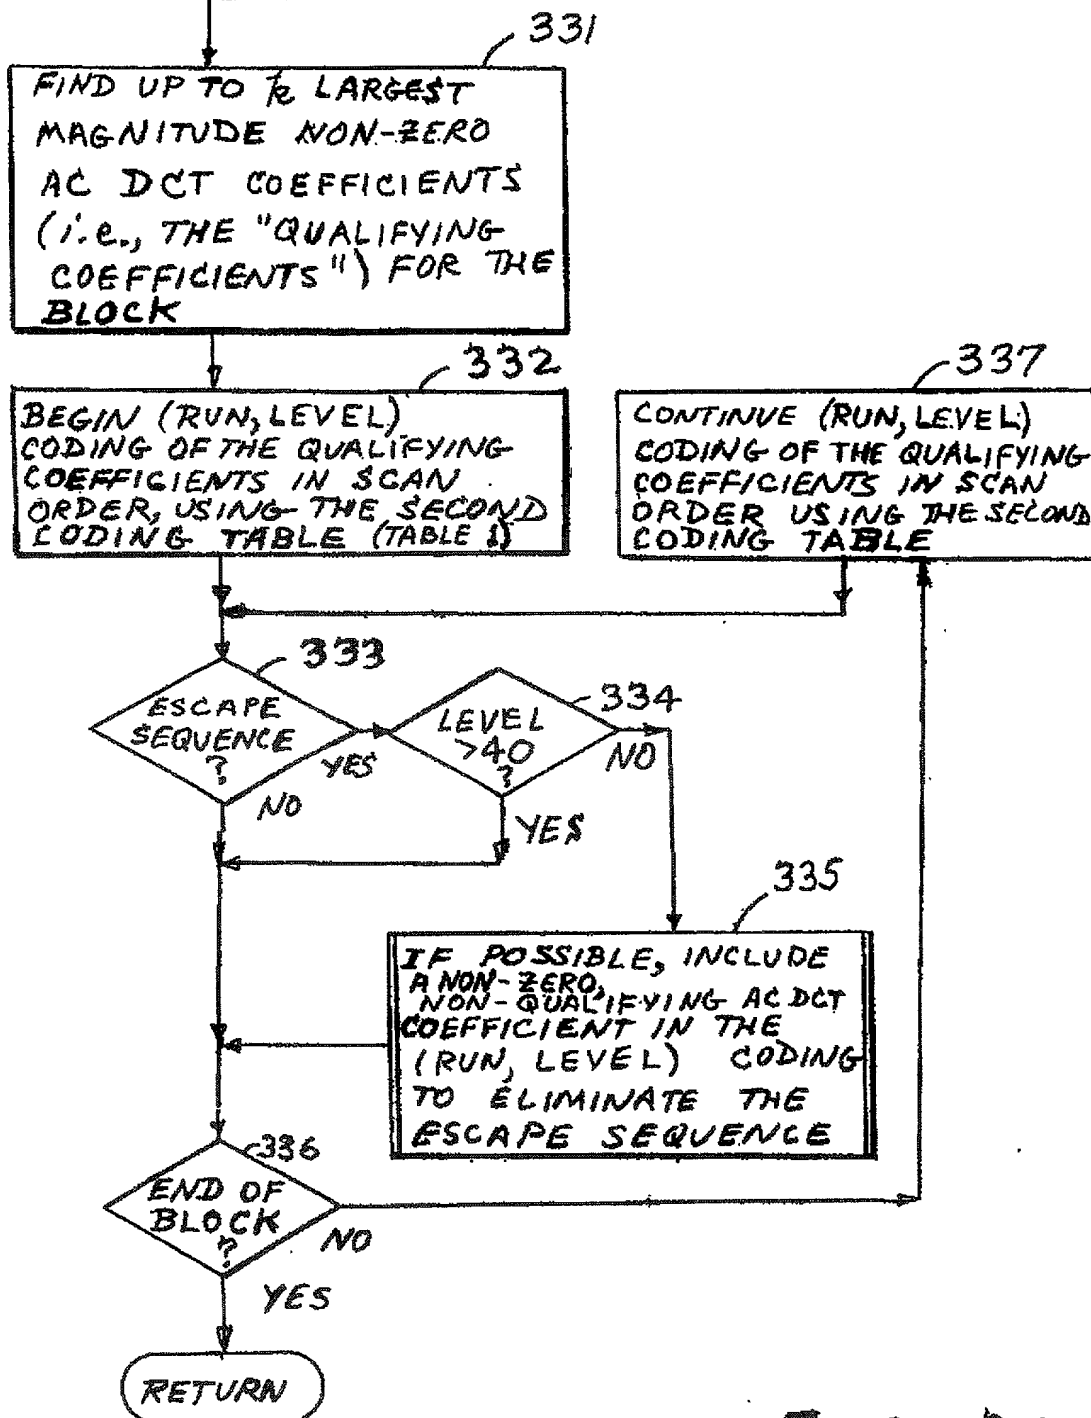 331
FIND UP TO k LARGEST
MAGNITUDE NON-ZERO
AC DCT COEFFICIENTS
(i.e., THE "QUALIFYING
COEFFICIENTS") FOR THE
BLOCK
332
BEGIN (RUN, LEVEL)
CODING OF THE QUALIFYING
COEFFICIENTS IN SCAN
ORDER, USING THE SECOND
CODING TABLE (TABLE 1)
337
CONTINUE (RUN, LEVEL)
CODING OF THE QUALIFYING
COEFFICIENTS IN SCAN
ORDER USING THE SECOND
CODING TABLE
333
ESCAPE
SEQUENCE
?
YES
NO
334
LEVEL
>40
?
NO
YES
335
IF POSSIBLE, INCLUDE
A NON-ZERO,
NON-QUALIFYING AC DCT
COEFFICIENT IN THE
(RUN, LEVEL) CODING
TO ELIMINATE THE
ESCAPE SEQUENCE
336
END OF
BLOCK
?
NO
YES
RETURN